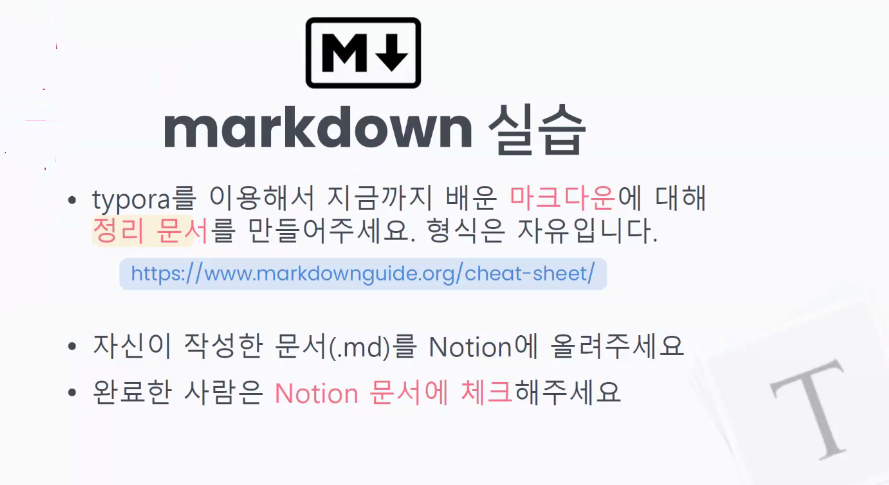 M
markdown 실습
• typora를 이용해서 지금까지 배운 마크다운에 대해
정리 문서를 만들어주세요. 형식은 자유입니다.
https://www.markdownguide.org/cheat-sheet/
• 자신이 작성한 문서(.md)를 Notion에 올려주세요
• 완료한 사람은 Notion 문서에 체크해주세요
T